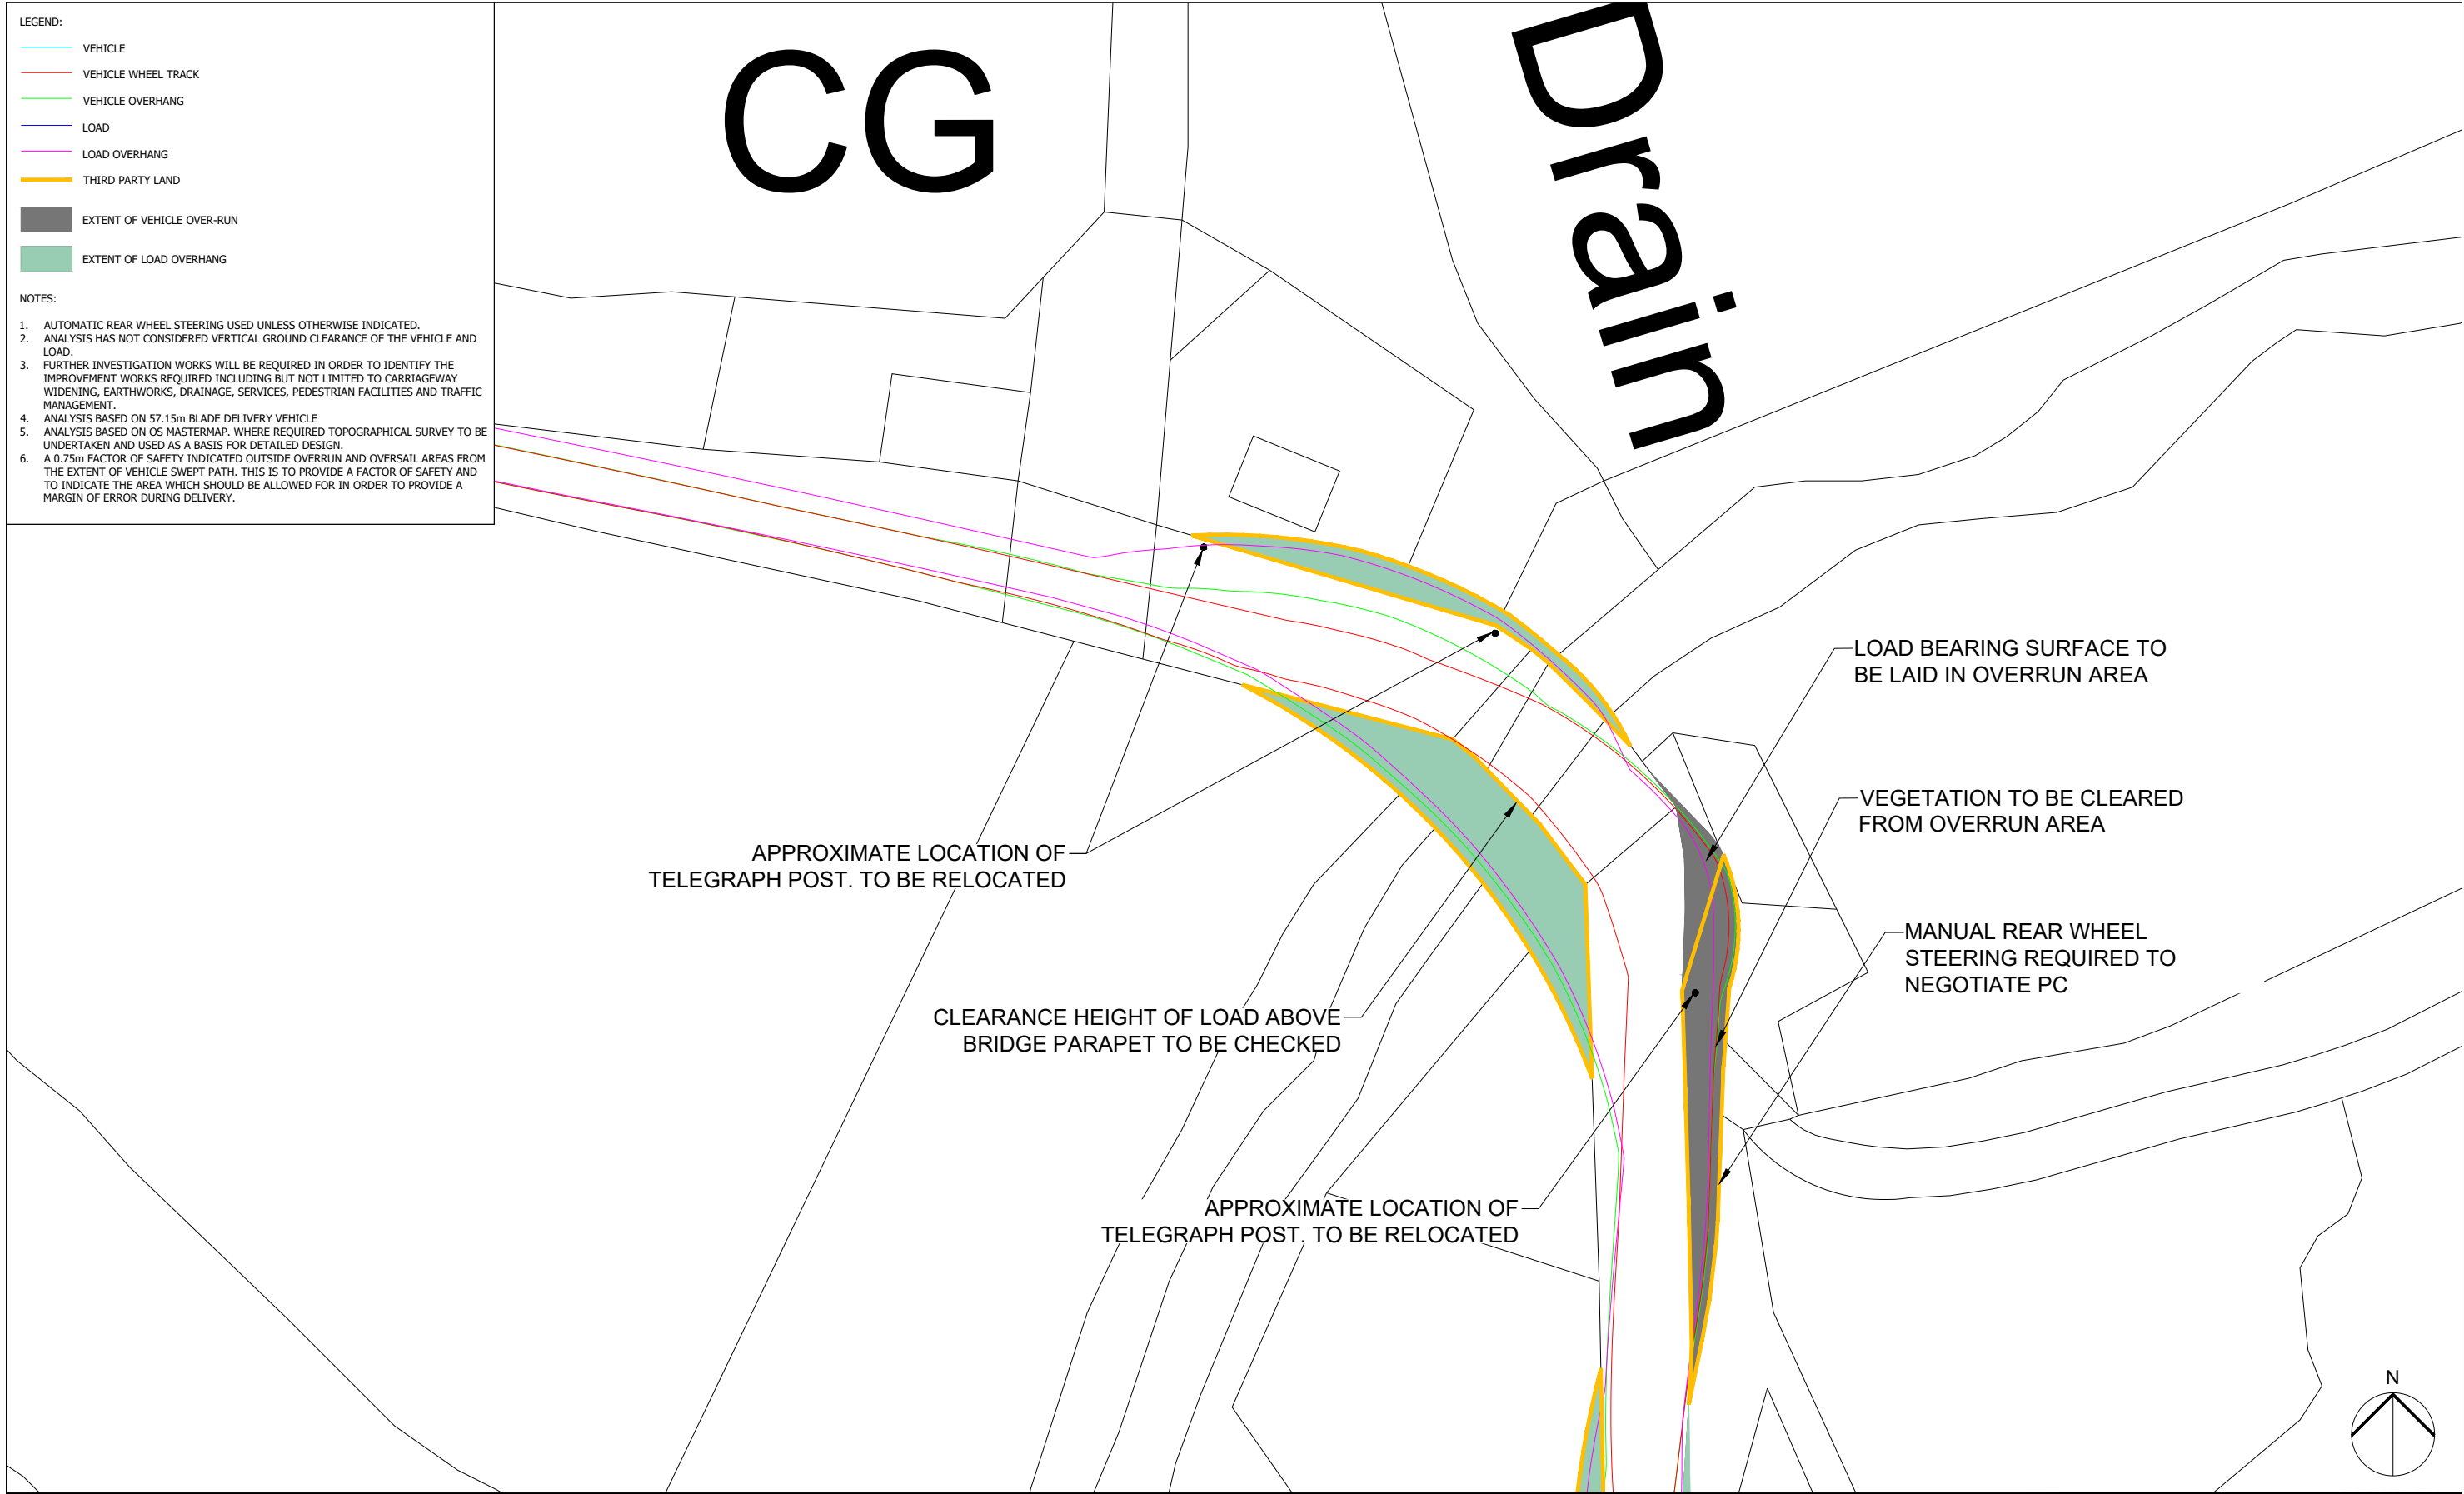 LEGEND:
VEHICLE
VEHICLE WHEEL TRACK
VEHICLE OVERHANG
LOAD
LOAD OVERHANG
THIRD PARTY LAND
EXTENT OF VEHICLE OVER-RUN
EXTENT OF LOAD OVERHANG
NOTES:
1. AUTOMATIC REAR WHEEL STEERING USED UNLESS OTHERWISE INDICATED.
2. ANALYSIS HAS NOT CONSIDERED VERTICAL GROUND CLEARANCE OF THE VEHICLE AND
LOAD.
3. FURTHER INVESTIGATION WORKS WILL BE REQUIRED IN ORDER TO IDENTIFY THE
IMPROVEMENT WORKS REQUIRED INCLUDING BUT NOT LIMITED TO CARRIAGEWAY
WIDENING, EARTHWORKS, DRAINAGE, SERVICES, PEDESTRIAN FACILITIES AND TRAFFIC
MANAGEMENT.
4. ANALYSIS BASED ON 57.15m BLADE DELIVERY VEHICLE
5. ANALYSIS BASED ON OS MASTERMAP. WHERE REQUIRED TOPOGRAPHICAL SURVEY TO BE
UNDERTAKEN AND USED AS A BASIS FOR DETAILED DESIGN.
6. A 0.75m FACTOR OF SAFETY INDICATED OUTSIDE OVERRUN AND OVERSAIL AREAS FROM
THE EXTENT OF VEHICLE SWEPT PATH. THIS IS TO PROVIDE A FACTOR OF SAFETY AND
TO INDICATE THE AREA WHICH SHOULD BE ALLOWED FOR IN ORDER TO PROVIDE A
MARGIN OF ERROR DURING DELIVERY.
CG
Drain
LOAD BEARING SURFACE TO
BE LAID IN OVERRUN AREA
VEGETATION TO BE CLEARED
FROM OVERRUN AREA
APPROXIMATE LOCATION OF
TELEGRAPH POST. TO BE RELOCATED
MANUAL REAR WHEEL
STEERING REQUIRED TO
NEGOTIATE PC
CLEARANCE HEIGHT OF LOAD ABOVE
BRIDGE PARAPET TO BE CHECKED
APPROXIMATE LOCATION OF
TELEGRAPH POST. TO BE RELOCATED
N